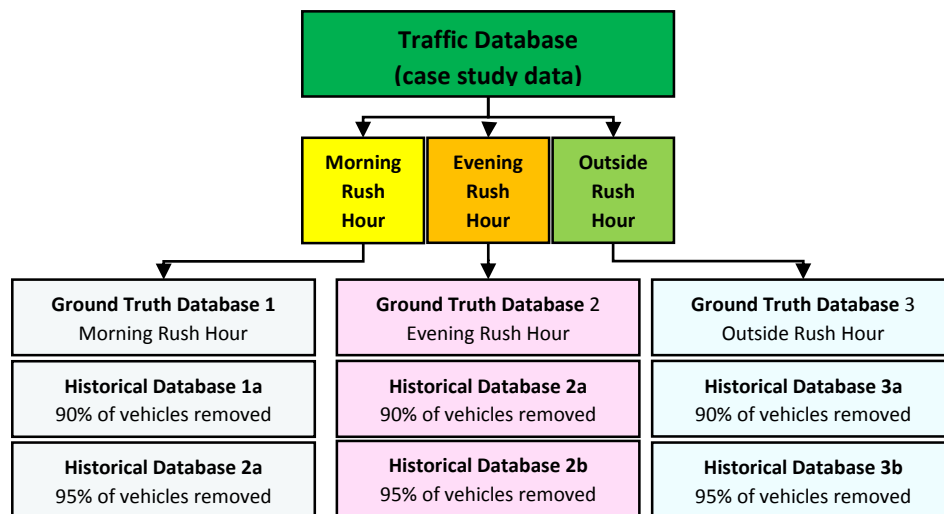 Traffic Database
(case study data)
Morning
Rush
Hour
Evening
Rush
Hour
Outside
Rush
Hour
Ground Truth Database 1
Morning Rush Hour
Ground Truth Database 2
Evening Rush Hour
Ground Truth Database 3
Outside Rush Hour
Historical Database 1a
90% of vehicles removed
Historical Database 2a
90% of vehicles removed
Historical Database 3a
90% of vehicles removed
Historical Database 2a
95% of vehicles removed
Historical Database 2b
95% of vehicles removed
Historical Database 3b
95% of vehicles removed